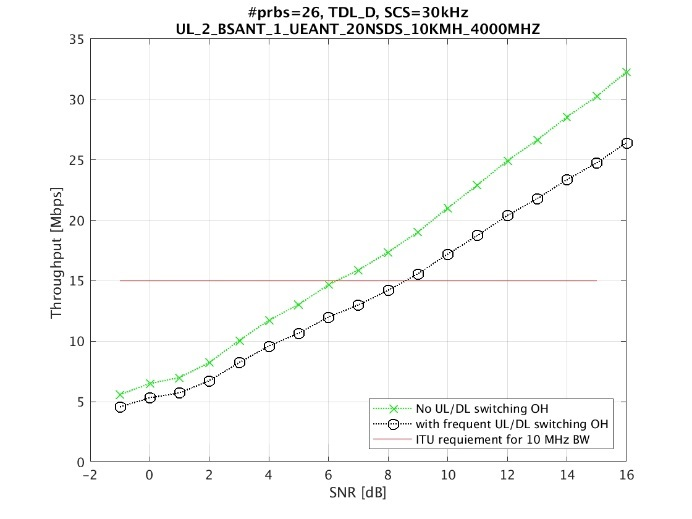 #prbs=26, TDL_D, SCS=30kHz
UL_2_BSANT_1_UEANT_20NSDS_10KMH_4000MHZ
35
30
25
20
15
10
5
0
Throughput [Mbps]
-2 0 2 4 6 8 10 12 14 16
SNR [dB]
No UL/DL switching OH
with frequent UL/DL switching OH
ITU requiement for 10 MHz BW